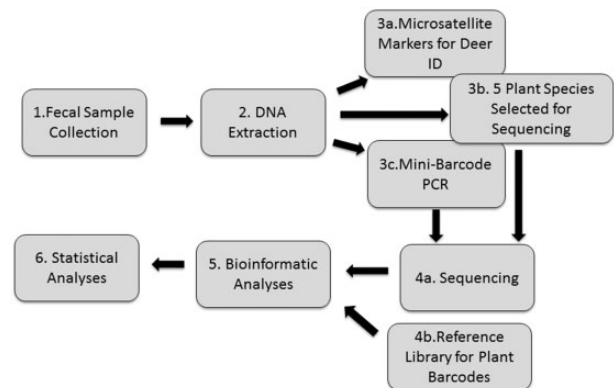 3a.Microsatellite
Markers for Deer
ID
1.Fecal Sample
Collection
2. DNA
Extraction
3b. 5 Plant Species
Selected for
Sequencing
3c.Mini-Barcode
PCR
6. Statistical
Analyses
5. Bioinformatic
Analyses
4a. Sequencing
4b.Reference
Library for Plant
Barcodes